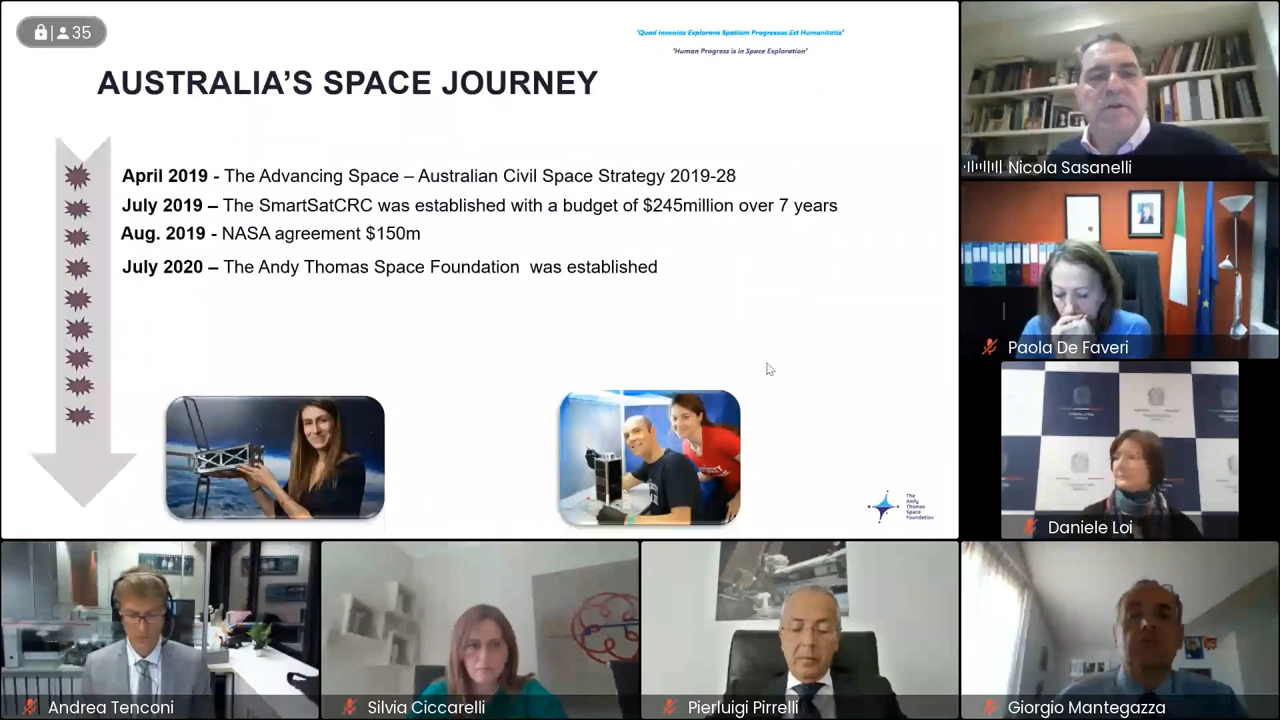 35
"Quad Invenias Explorans Spatium Progressus Est Humanitatis"
"Human Progress is in Space Exploration"
AUSTRALIA'S SPACE JOURNEY
April 2019 - The Advancing Space – Australian Civil Space Strategy 2019-28
July 2019 – The SmartSatCRC was established with a budget of $245million over 7 years
Aug. 2019 - NASA agreement $150m
July 2020 – The Andy Thomas Space Foundation was established
The
Andy
Thomas
Space
Foundation
Nicola Sasanelli
Paola De Faveri
Daniele Loi
Andrea Tenconi
Silvia Ciccarelli
Pierluigi Pirrelli
Giorgio Mantegazza